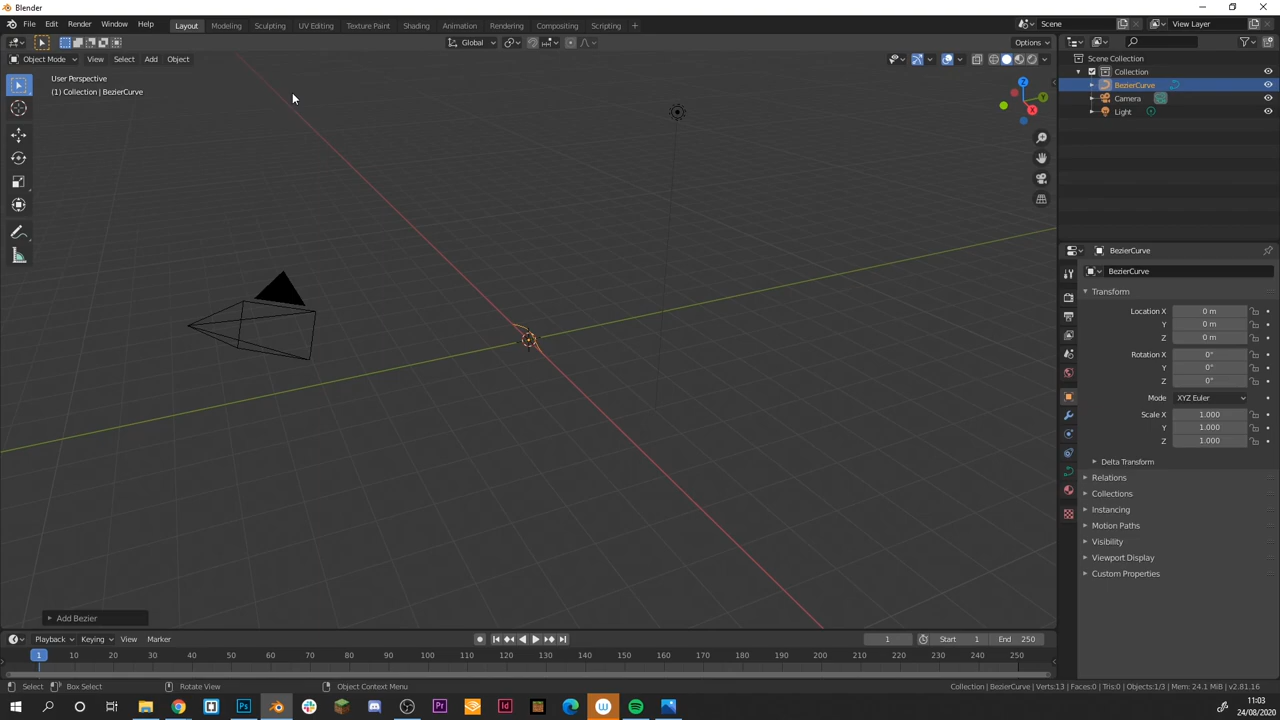 Blender
File Edit Render Window Help Layout Modeling Sculpting UV Editing Texture Paint Shading Animation Rendering Compositing Scripting + Scene View Layer
Global Options
Object Mode View Select Add Object
User Perspective
(1) Collection | BezierCurve
Z
Y
X
Scene Collection
Collection
BezierCurve
Camera
Light
BezierCurve
BezierCurve
Transform
Location X 0 m
Y 0 m
Z 0 m
Rotation X 0°
Y 0°
Z 0°
Mode XYZ Euler
Scale X 1.000
Y 1.000
Z 1.000
Delta Transform
Relations
Collections
Instancing
Motion Paths
Visibility
Viewport Display
Custom Properties
Add Bezier
Playback Keying View Marker 1 Start 1 End 250
1 10 20 30 40 50 60 70 80 90 100 110 120 130 140 150 160 170 180 190 200 210 220 230 240 250
Select Box Select Rotate View Object Context Menu Collection | BezierCurve | Verts:13 | Faces:0 | Tris:0 | Objects:1/3 | Mem: 24.1 MiB | v2.81.16
11:03
24/08/2020